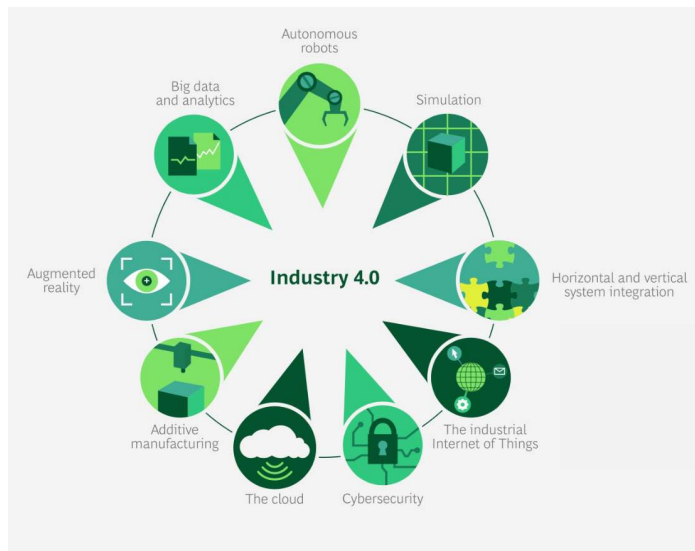 Autonomous
robots
Big data
and analytics
Simulation
Augmented
reality
Industry 4.0
Horizontal and vertical
system integration
Additive
manufacturing
The industrial
Internet of Things
The cloud
Cybersecurity